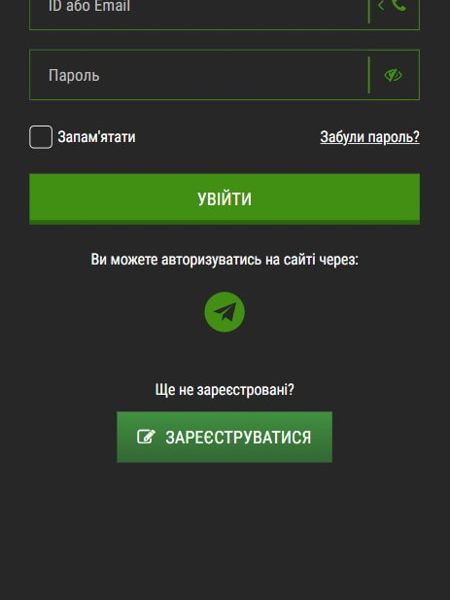 ID або Email
Пароль
Запам'ятати
Забули пароль?
УВІЙТИ
Ви можете авторизуватись на сайті через:
Ще не зареєстровані?
ЗАРЕЄСТРУВАТИСЯ